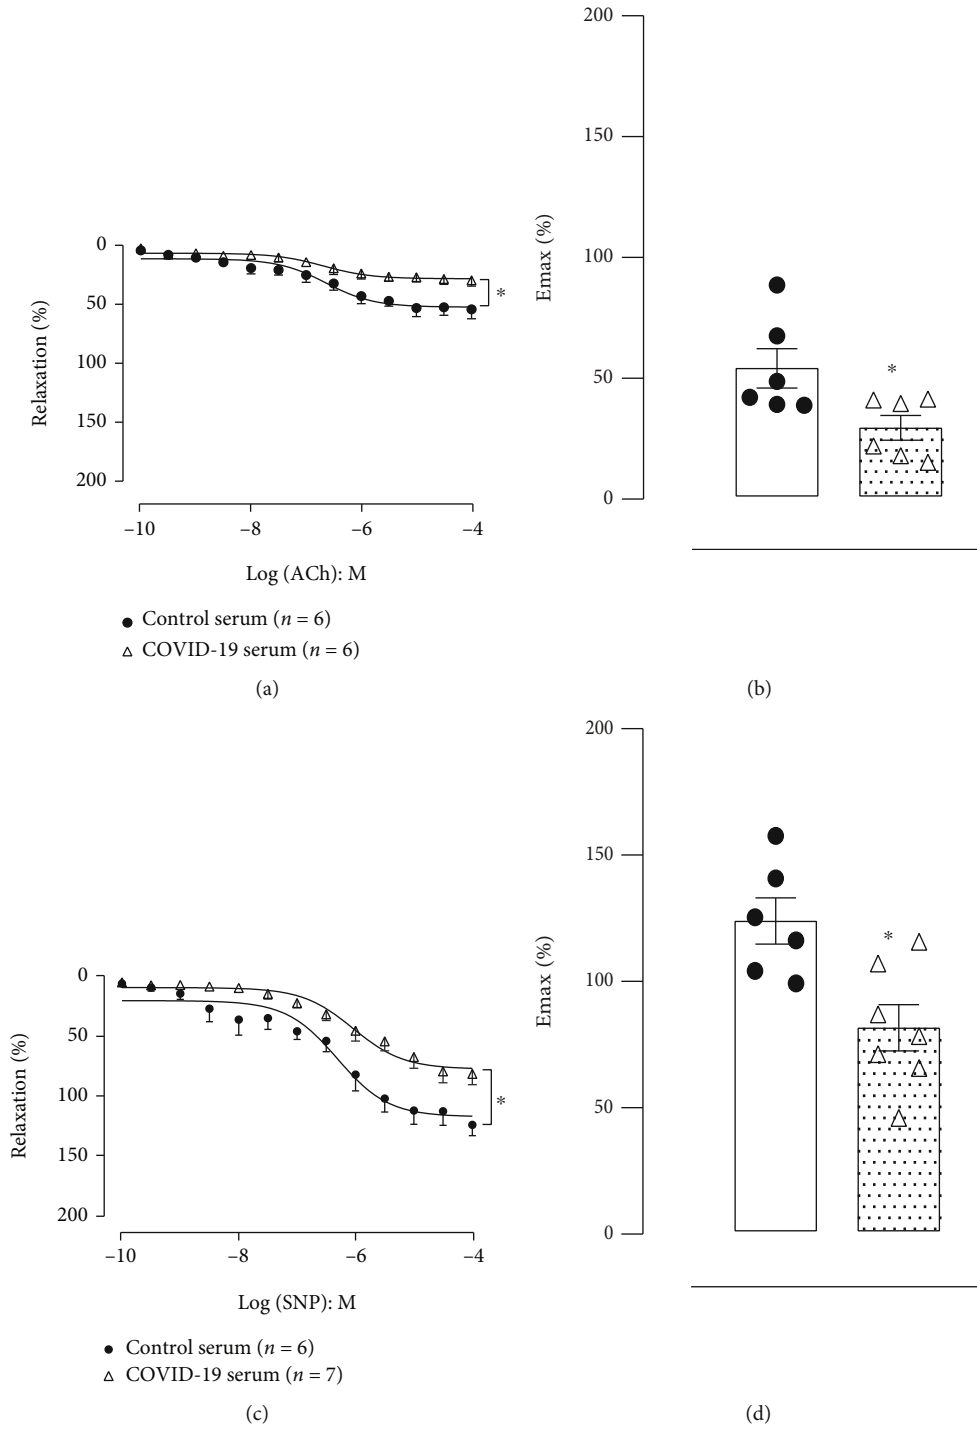 0
50
100
150
200
Relaxation (%)
*
–10
–8
–6
–4
Log (ACh): M
Control serum (n = 6)
COVID-19 serum (n = 6)
(a)
200
150
100
50
0
Emax (%)
*
(b)
0
50
100
150
200
Relaxation (%)
*
–10
–8
–6
–4
Log (SNP): M
Control serum (n = 6)
COVID-19 serum (n = 7)
(c)
200
150
100
50
0
Emax (%)
*
(d)